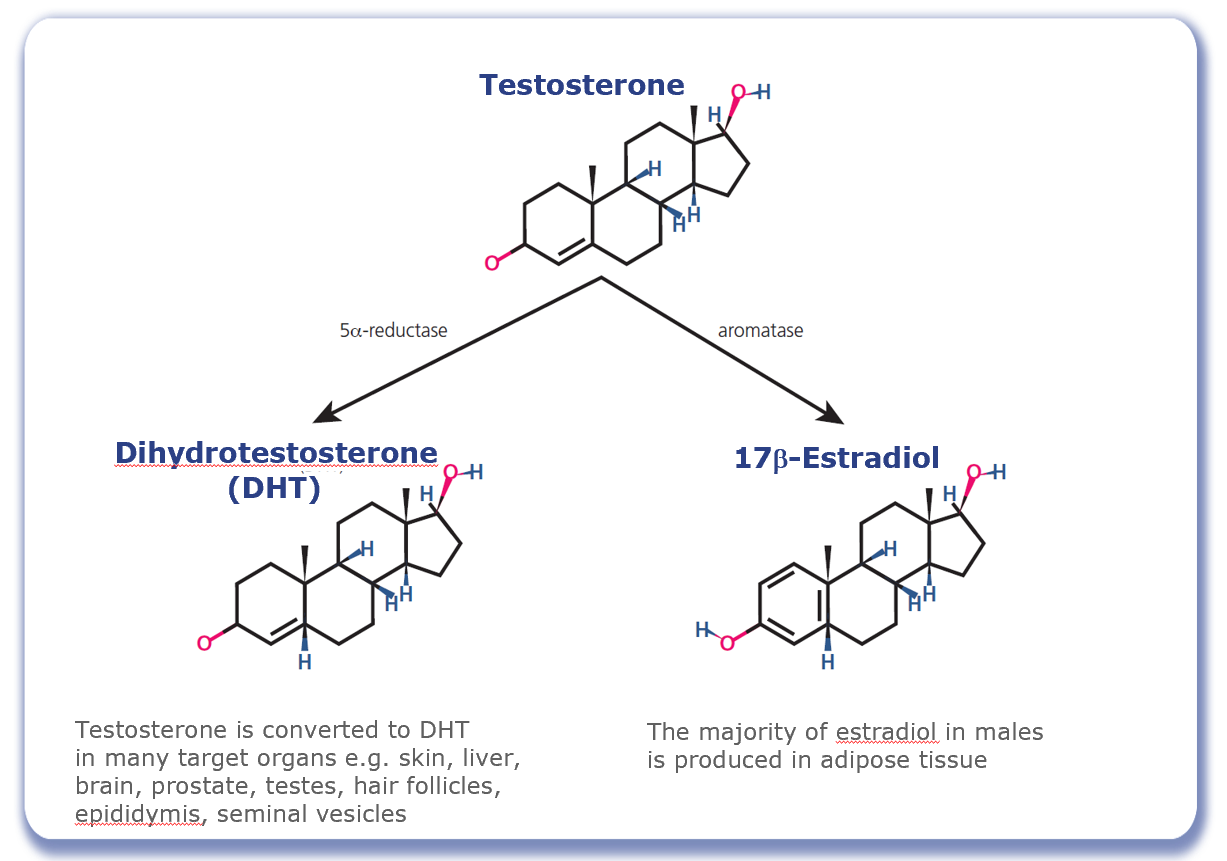 Testosterone
O-H
H
H
H
H
O
5α-reductase
aromatase
Dihydrotestosterone
(DHT)
O-H
H
H
H
H
O
H
17β-Estradiol
O-H
H
H
H
H
H
O
H
Testosterone is converted to DHT
in many target organs e.g. skin, liver,
brain, prostate, testes, hair follicles,
epididymis, seminal vesicles
The majority of estradiol in males
is produced in adipose tissue